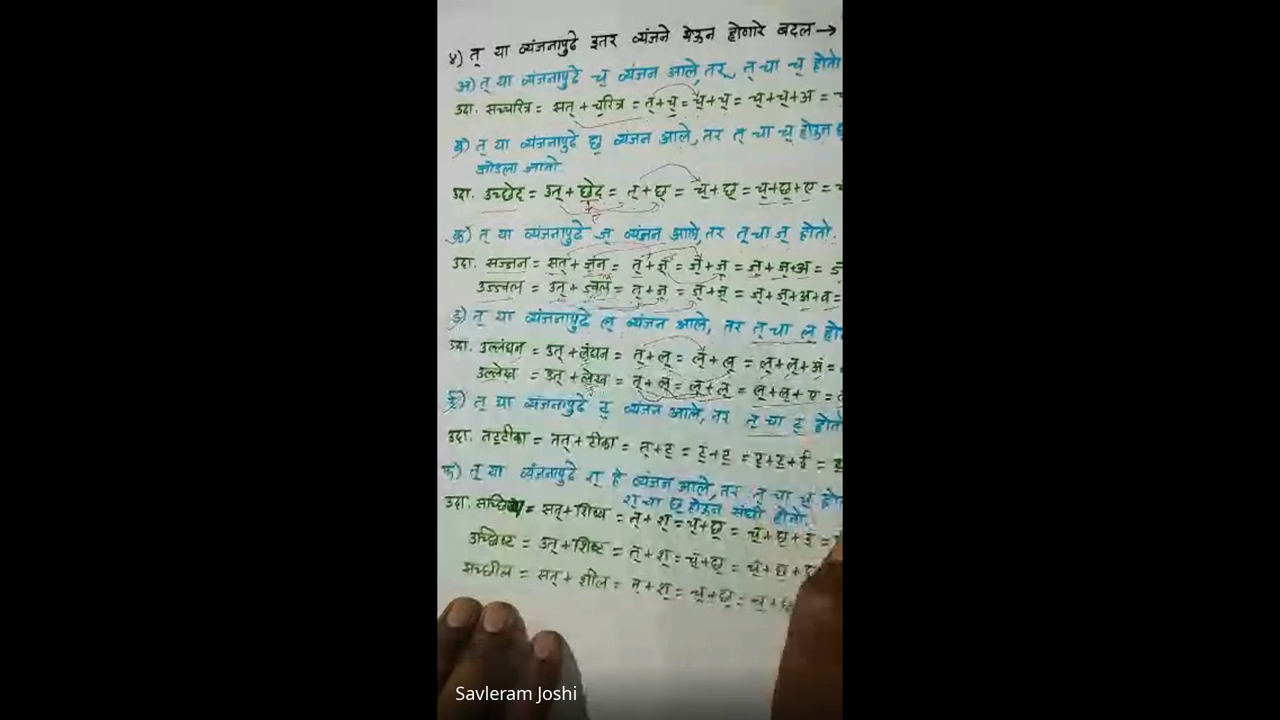 ४) त् या व्यंजनापुढे इतर व्यंजने येऊन होणारे बदल →
अ) त् या व्यंजनापुढे च् व्यंजन आले, तर, त् चा च् होतो
उदा. सच्चरित्र = सत् + चरित्र = त् + च् = च् + च् = च् + च् + अ =
ब) त् या व्यंजनापुढे छ् व्यंजन आले, तर त् चा च् होऊन
जोडला जातो.
उदा. उच्छेद = उत् + छेद = त् + छ् = च् + छ् = च् + छ् + ए =
क) त् या व्यंजनापुढे ज् व्यंजन आले, तर त् चा ज् होतो.
उदा. सज्जन = सत् + जन = त् + ज् = ज् + ज् = ज् + ज् + अ =
उज्ज्वल = उत् + ज्वल = त् + ज् = ज् + ज् = ज् + ज् + अ + व =
ड) त् या व्यंजनापुढे ल् व्यंजन आले, तर त् चा ल् हो
उदा. उल्लंघन = उत् + लंघन = त् + ल् = ल् + ल् = ल् + ल् + अं =
उल्लेख = उत् + लेख = त् + ल् = ल् + ल् = ल् + ल् + ए =
इ) त् या व्यंजनापुढे ट् व्यंजन आले, तर त् चा ट् होतो
उदा. तट्टीका = तत् + टीका = त् + ट् = ट् + ट् = ट् + ट् + ई =
फ) त् या व्यंजनापुढे श् हे व्यंजन आले, तर त् चा च् हो
श् चा छ् होऊन संधी होतो.
उदा. = सत् + शिष्य = त् + श् = च् + छ् = च् + छ् + इ =
उच्छिष्ट = उत् + शिष्ट = त् + श् = च् + छ् = च् + छ् +
सच्छील = सत् + शील = त् + श् = च् + छ् = च् +
Savleram Joshi